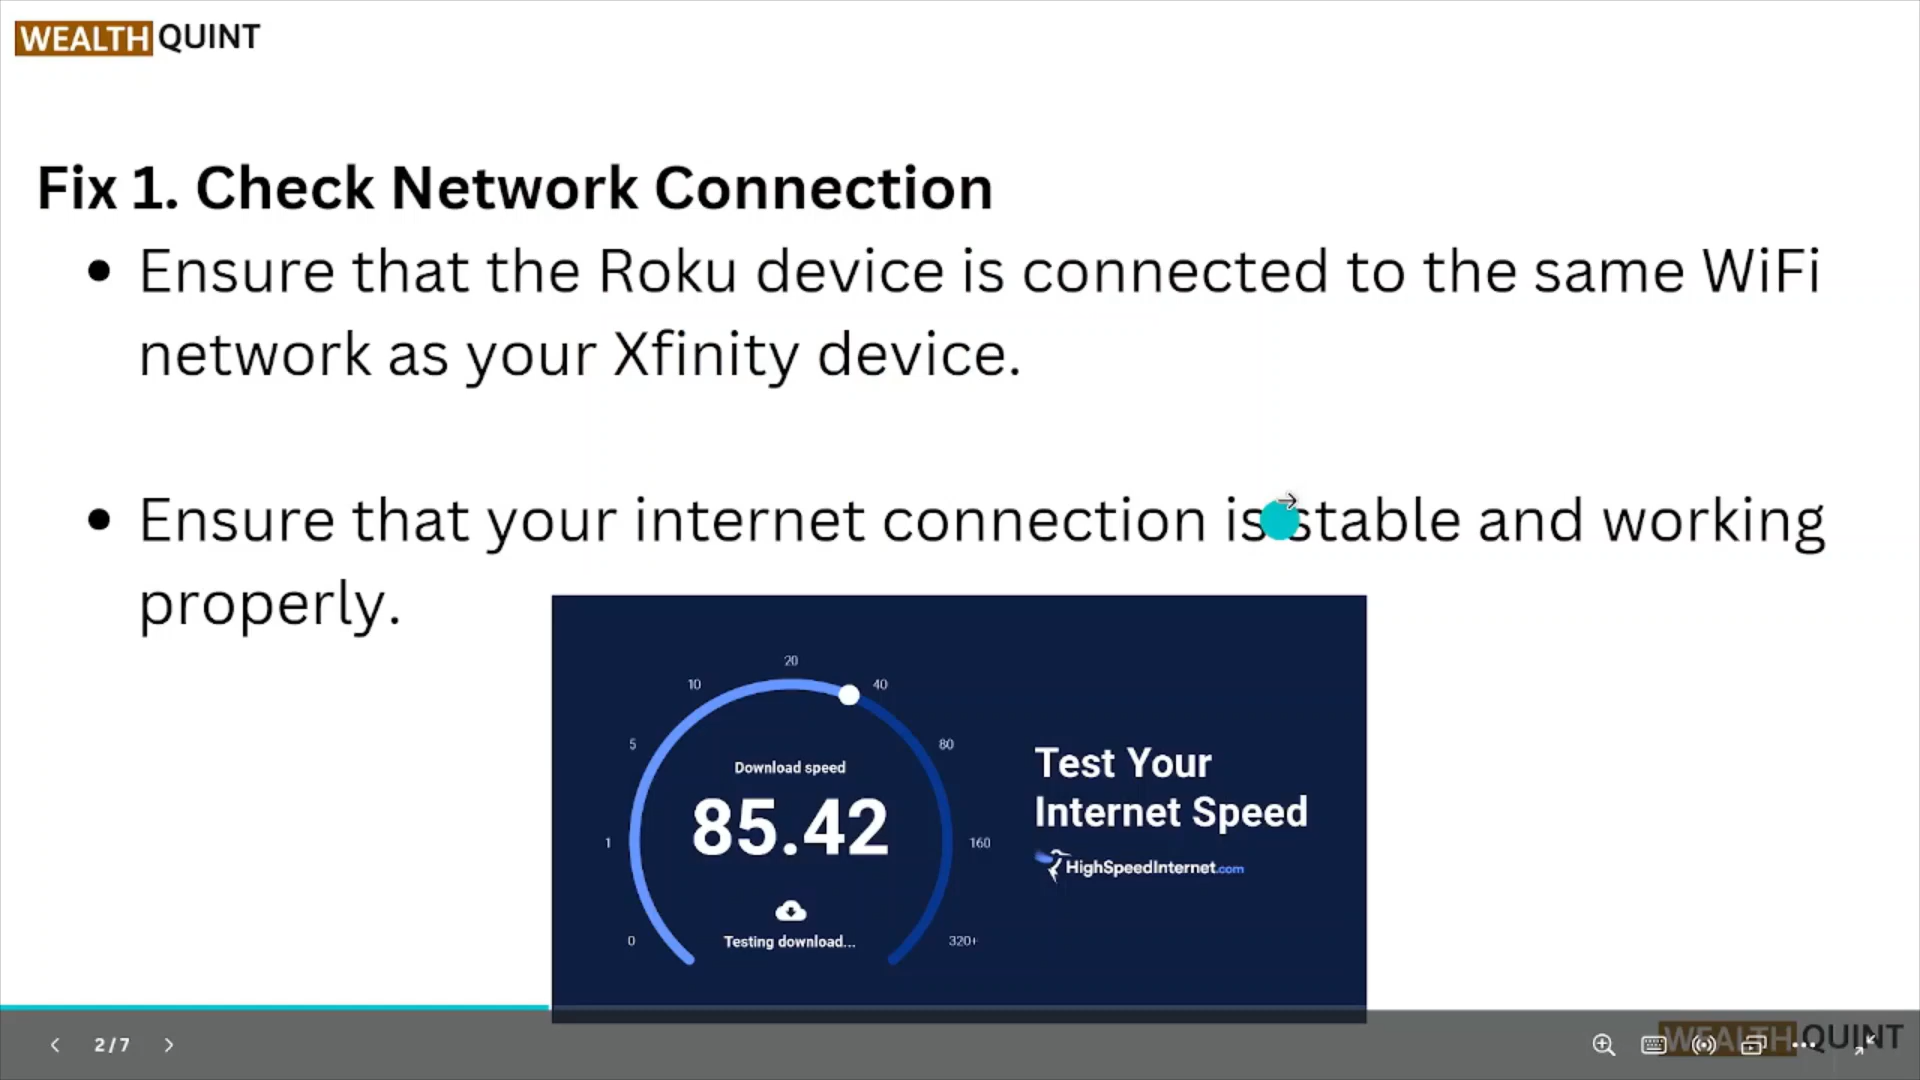 WEALTH QUINT
Fix 1. Check Network Connection
• Ensure that the Roku device is connected to the same WiFi
network as your Xfinity device.
• Ensure that your internet connection is stable and working
properly.
20
10
40
5
80
Download speed
85.42
1
160
Testing download...
0
320+
Test Your
Internet Speed
HighSpeedInternet.com
2/7
WEALTH QUINT